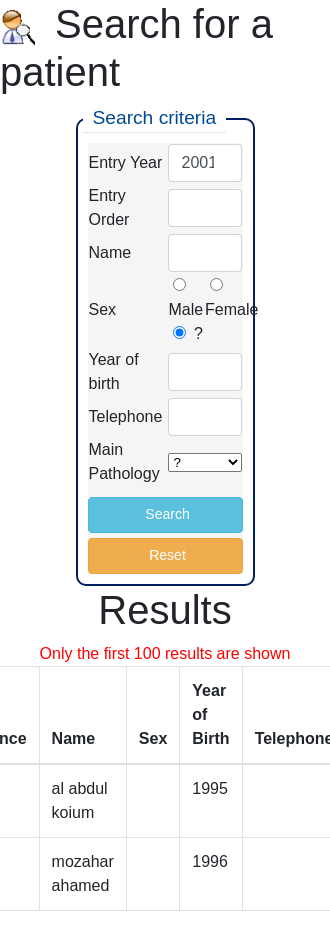 Search for a
patient
Search criteria
Entry Year 2001
Entry
Order
Name
Sex Male Female
?
Year of
birth
Telephone
Main
Pathology ?
Search
Reset
Results
Only the first 100 results are shown
nce Name Sex Year of Birth Telephone
al abdul 1995
koium
mozahar 1996
ahamed